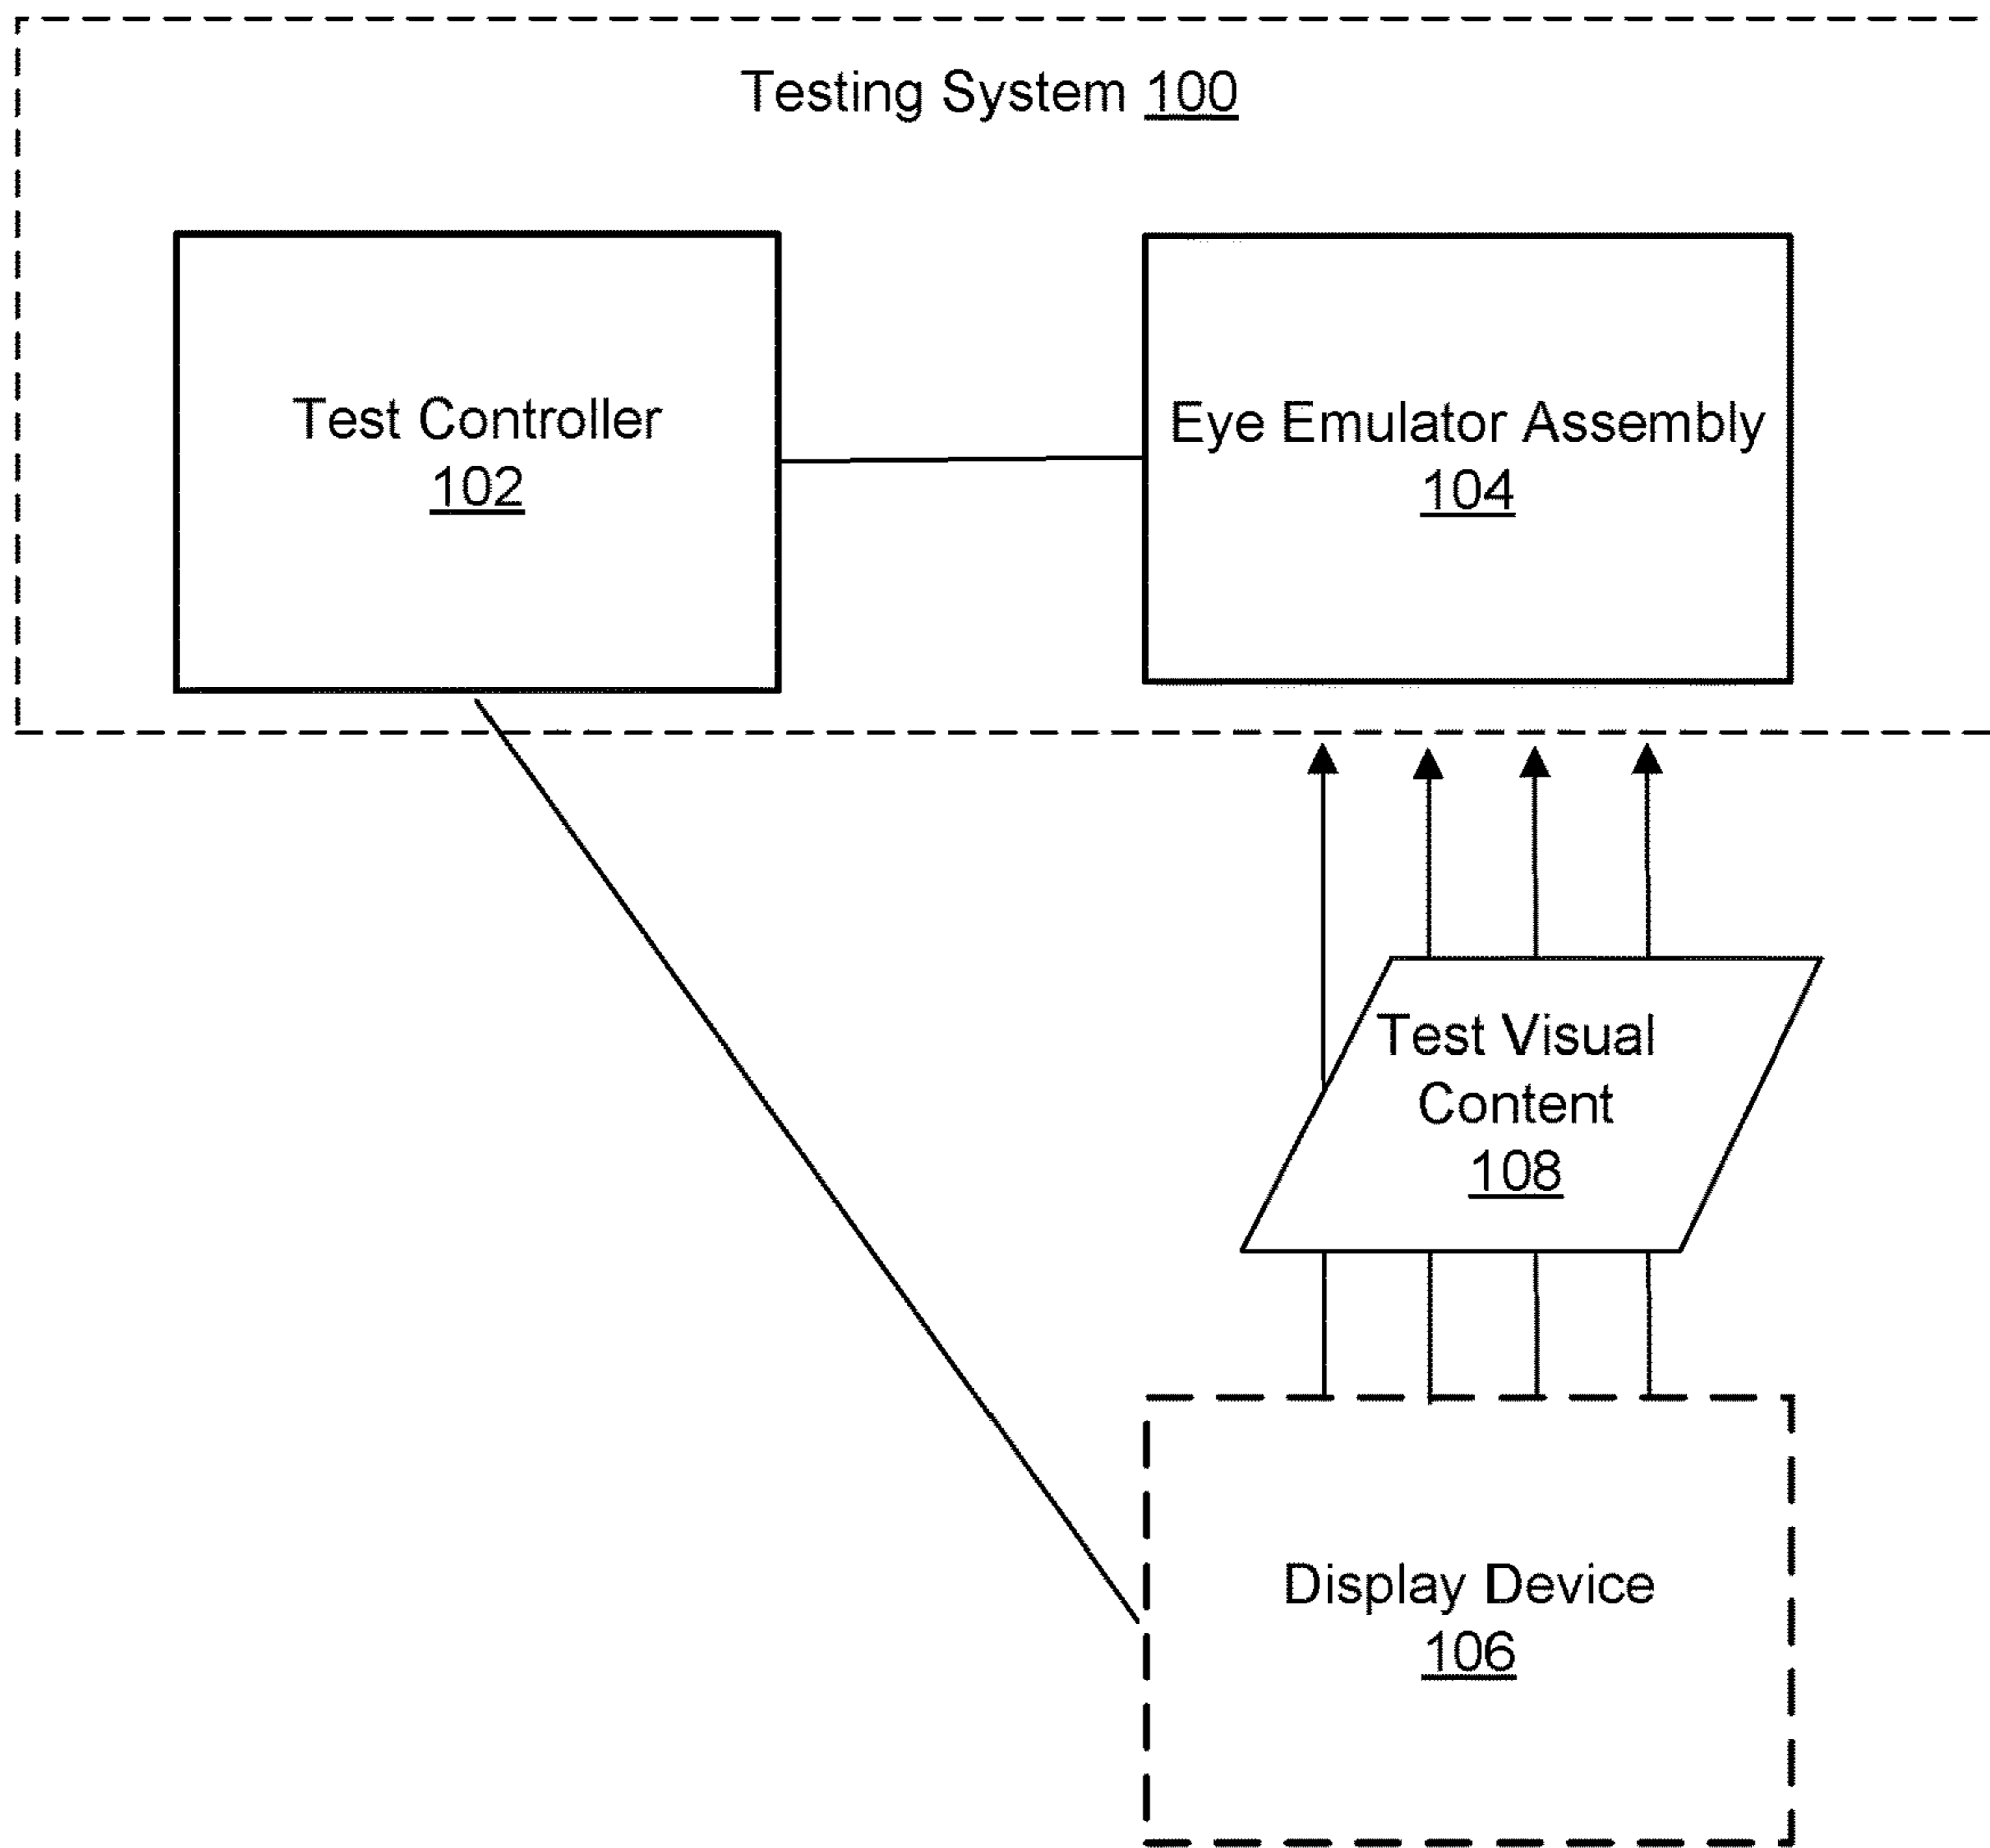 Testing System 100
Test Controller
102
Eye Emulator Assembly
104
Test Visual
Content
108
Display Device
106